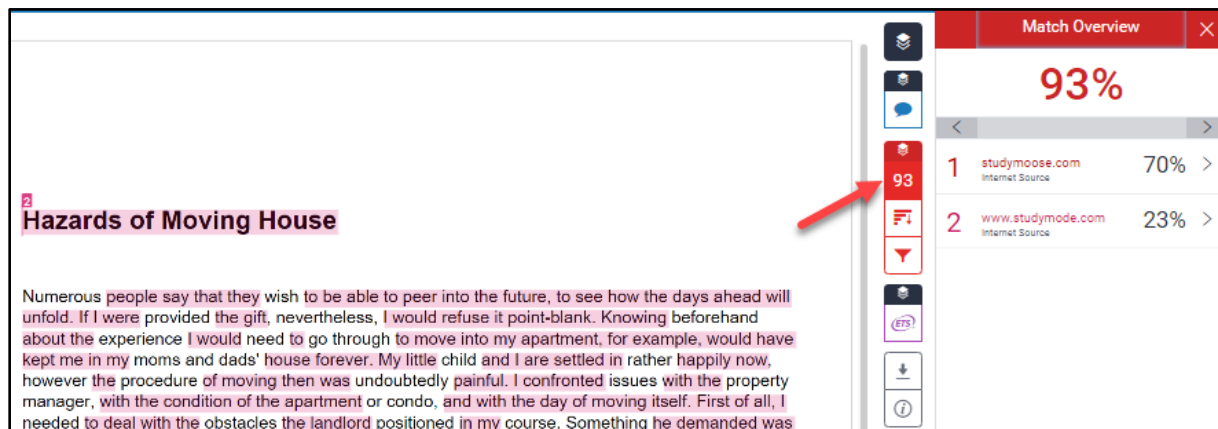 Match Overview
93%
1 studymoose.com 70%
Internet Source
2 www.studymode.com 23%
Internet Source
93
ETS
2
Hazards of Moving House
Numerous people say that they wish to be able to peer into the future, to see how the days ahead will
unfold. If I were provided the gift, nevertheless, I would refuse it point-blank. Knowing beforehand
about the experience I would need to go through to move into my apartment, for example, would have
kept me in my moms and dads' house forever. My little child and I are settled in rather happily now,
however the procedure of moving then was undoubtedly painful. I confronted issues with the property
manager, with the condition of the apartment or condo, and with the day of moving itself. First of all, I
needed to deal with the obstacles the landlord positioned in my course. Something he demanded was